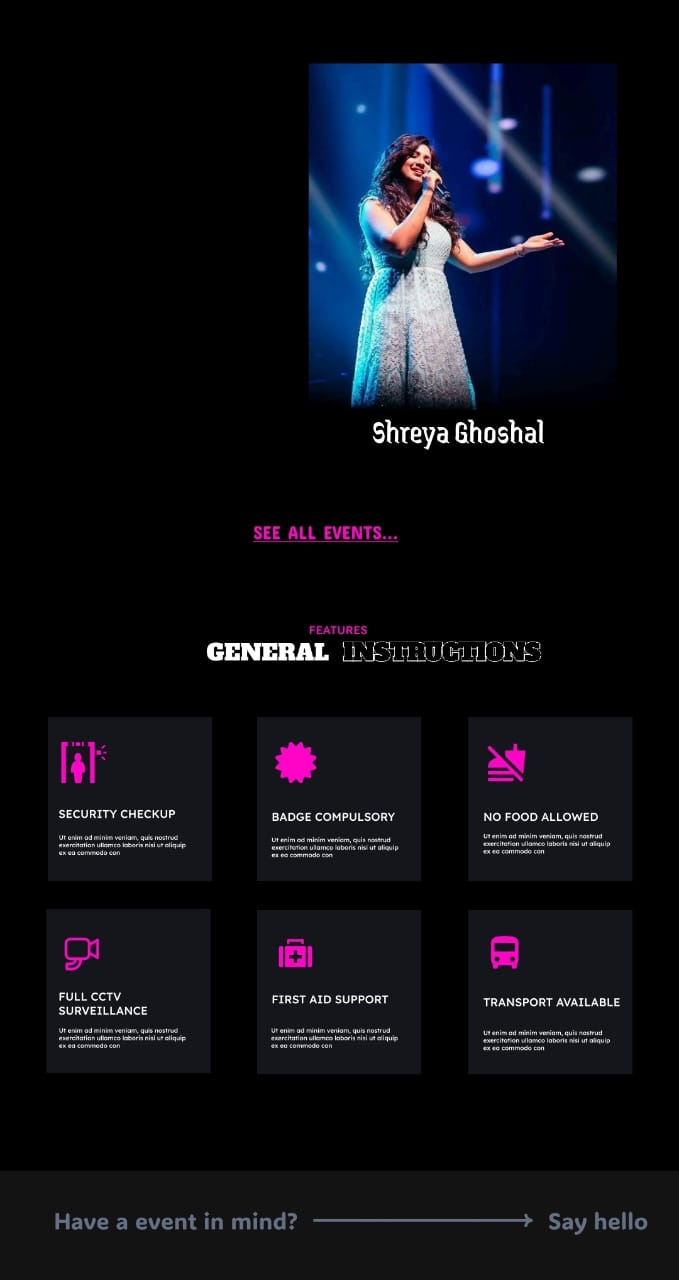 Shreya Ghoshal
SEE ALL EVENTS...
FEATURES
GENERAL INSTRUCTIONS
SECURITY CHECKUP
Ut enim ad minim veniam, quis nostrud
exercitation ullamco laboris nisi ut aliquip
ex ea commodo con
BADGE COMPULSORY
Ut enim ad minim veniam, quis nostrud
exercitation ullamco laboris nisi ut aliquip
ex ea commodo con
NO FOOD ALLOWED
Ut enim ad minim veniam, quis nostrud
exercitation ullamco laboris nisi ut aliquip
ex ea commodo con
FULL CCTV
SURVEILLANCE
Ut enim ad minim veniam, quis nostrud
exercitation ullamco laboris nisi ut aliquip
ex ea commodo con
FIRST AID SUPPORT
Ut enim ad minim veniam, quis nostrud
exercitation ullamco laboris nisi ut aliquip
ex ea commodo con
TRANSPORT AVAILABLE
Ut enim ad minim veniam, quis nostrud
exercitation ullamco laboris nisi ut aliquip
ex ea commodo con
Have a event in mind? Say hello